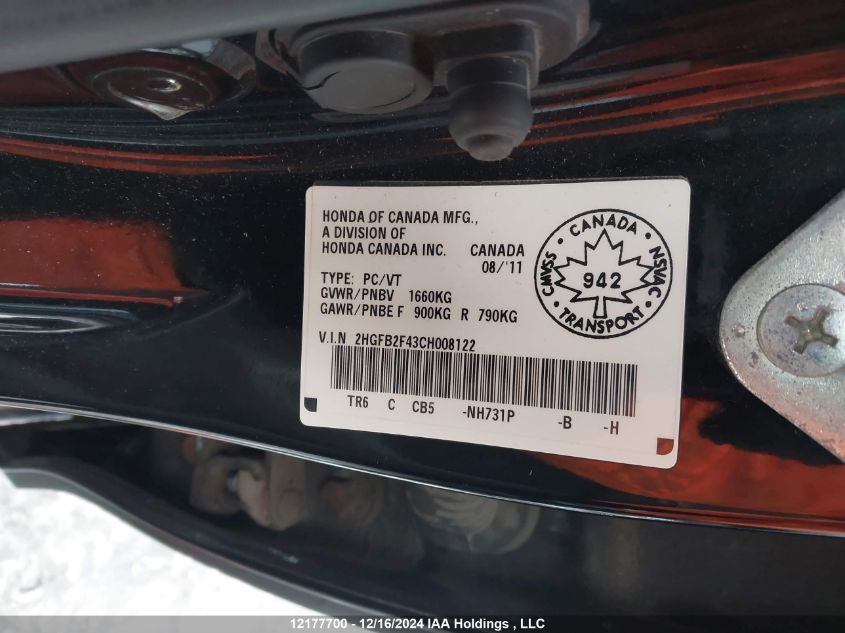 HONDA OF CANADA MFG.,
A DIVISION OF
HONDA CANADA INC. CANADA
08/'11
TYPE: PC/VT
GVWR/PNBV 1660KG
GAWR/PNBE F 900KG R 790KG
V.I.N 2HGFB2F43CH008122
TR6 C CB5 -NH731P -B -H
CANADA
CMVSS NSVAC
942
TRANSPORT
12177700 - 12/16/2024 IAA Holdings , LLC